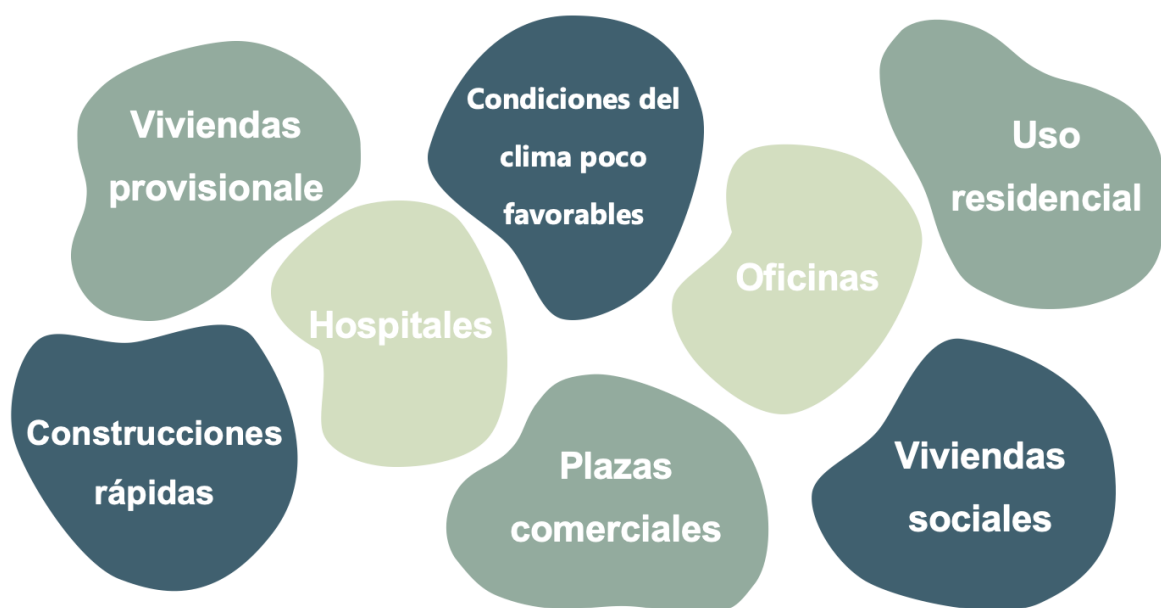 Viviendas
provisionale
Condiciones del
clima poco
favorables
Uso
residencial
Hospitales
Oficinas
Construcciones
rápidas
Plazas
comerciales
Viviendas
sociales